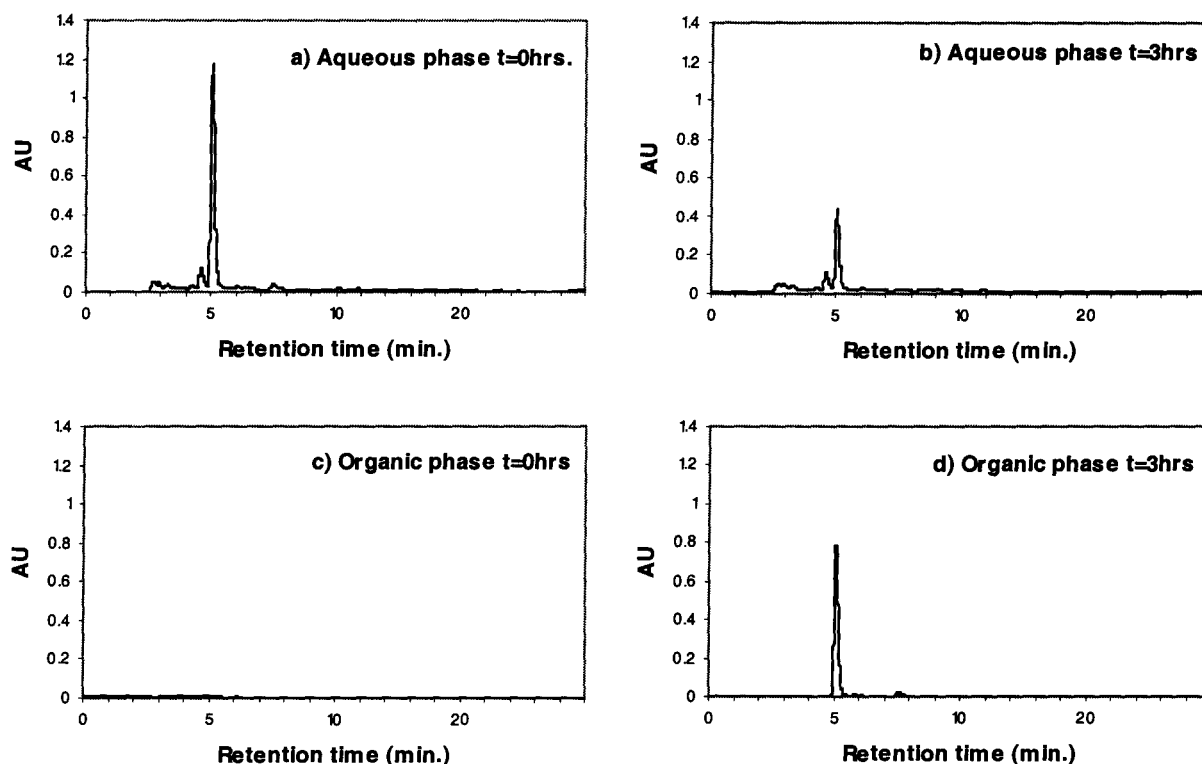 a) Aqueous phase t=0hrs.
AU
1.4
1.2
1
0.8
0.6
0.4
0.2
0
0 5 10 20
Retention time (min.)
b) Aqueous phase t=3hrs
AU
1.4
1.2
1
0.8
0.6
0.4
0.2
0
0 5 10 20
Retention time (min.)
c) Organic phase t=0hrs
AU
1.4
1.2
1
0.8
0.6
0.4
0.2
0
0 5 10 20
Retention time (min.)
d) Organic phase t=3hrs
AU
1.4
1.2
1
0.8
0.6
0.4
0.2
0
0 5 10 20
Retention time (min.)